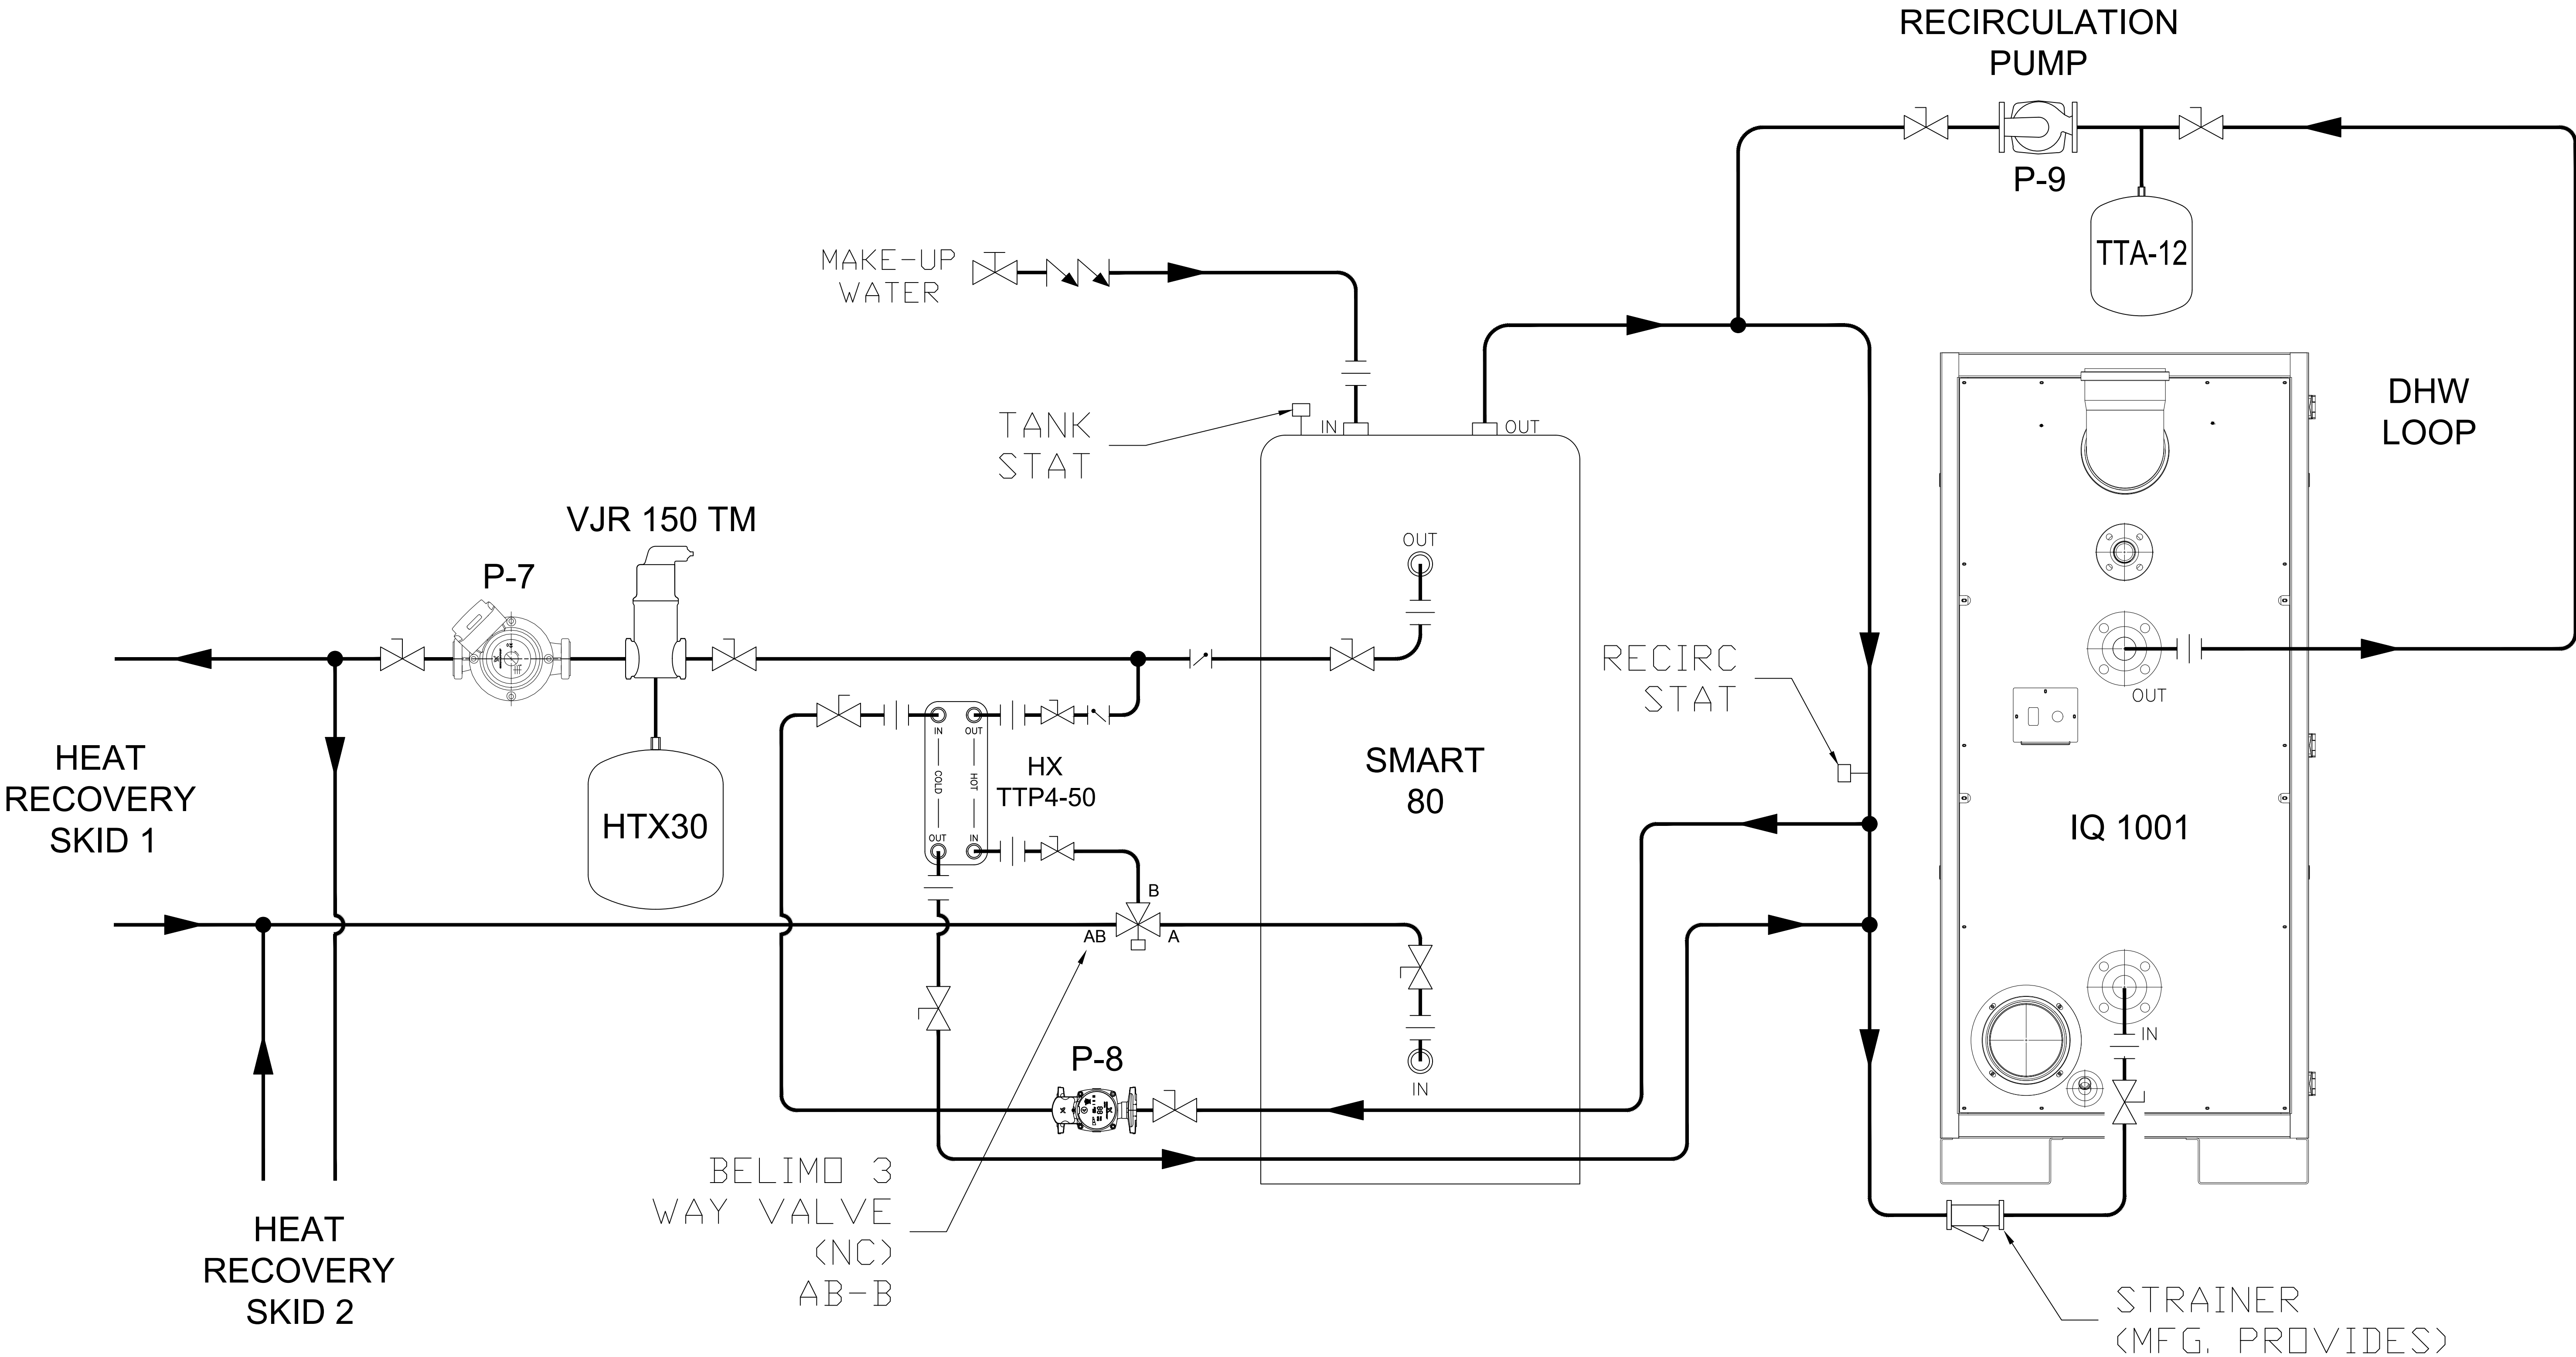 RECIRCULATION
PUMP
P-9
TTA-12
MAKE-UP
WATER
DHW
LOOP
TANK
STAT
IN
OUT
VJR 150 TM
P-7
OUT
RECIRC
STAT
OUT
HEAT
RECOVERY
SKID 1
HTX30
IN
OUT
COLD
HOT
OUT
IN
HX
TTP4-50
SMART
80
IQ 1001
B
AB
A
IN
IN
P-8
BELIMO 3
WAY VALVE
(NC)
AB-B
HEAT
RECOVERY
SKID 2
STRAINER
(MFG. PROVIDES)